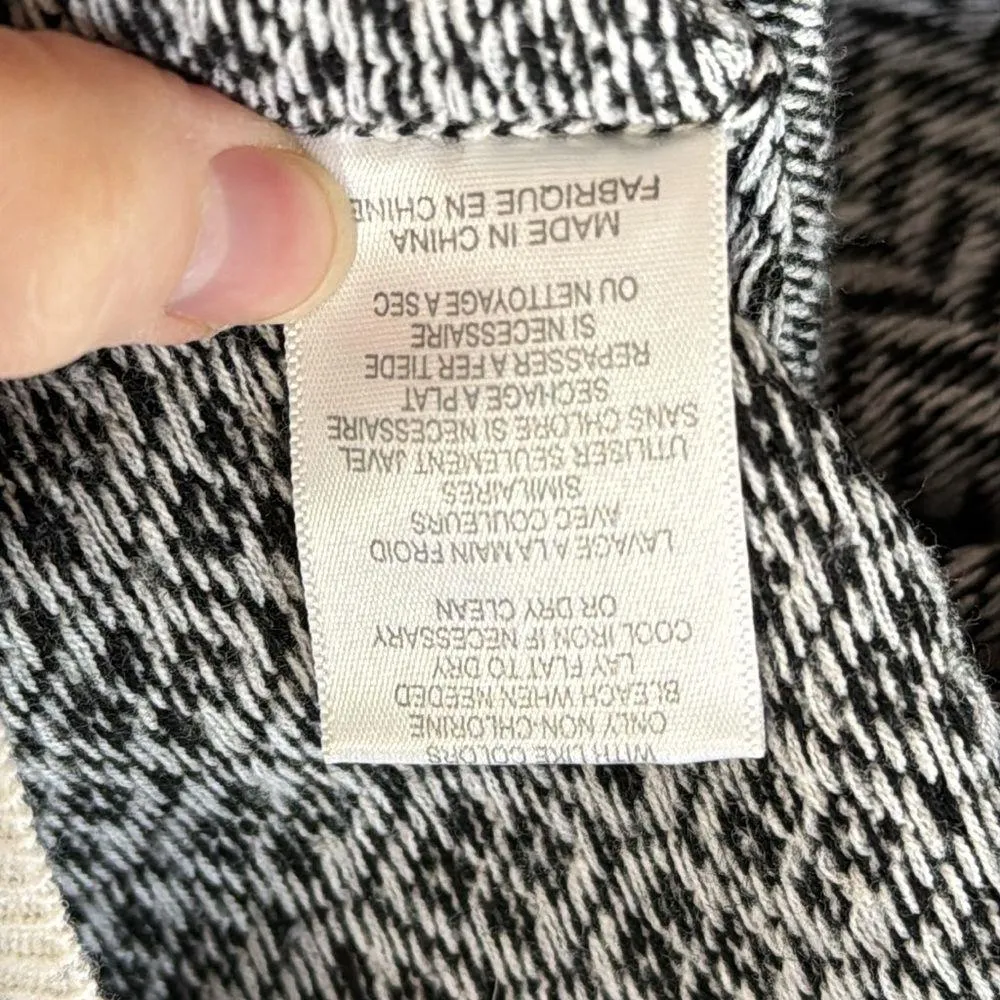 WITH LIKE COLORS
ONLY NON-CHLORINE
BLEACH WHEN NEEDED
LAY FLAT TO DRY
COOL IRON IF NECESSARY
OR DRY CLEAN
LAVAGE A LA MAIN FROID
AVEC COULEURS
SIMILAIRES
UTILISER SEULEMENT JAVEL
SANS CHLORE SI NECESSAIRE
SECHAGE A PLAT
REPASSER A FER TIEDE
SI NECESSAIRE
OU NETTOYAGE A SEC
MADE IN CHINA
FABRIQUE EN CHINE